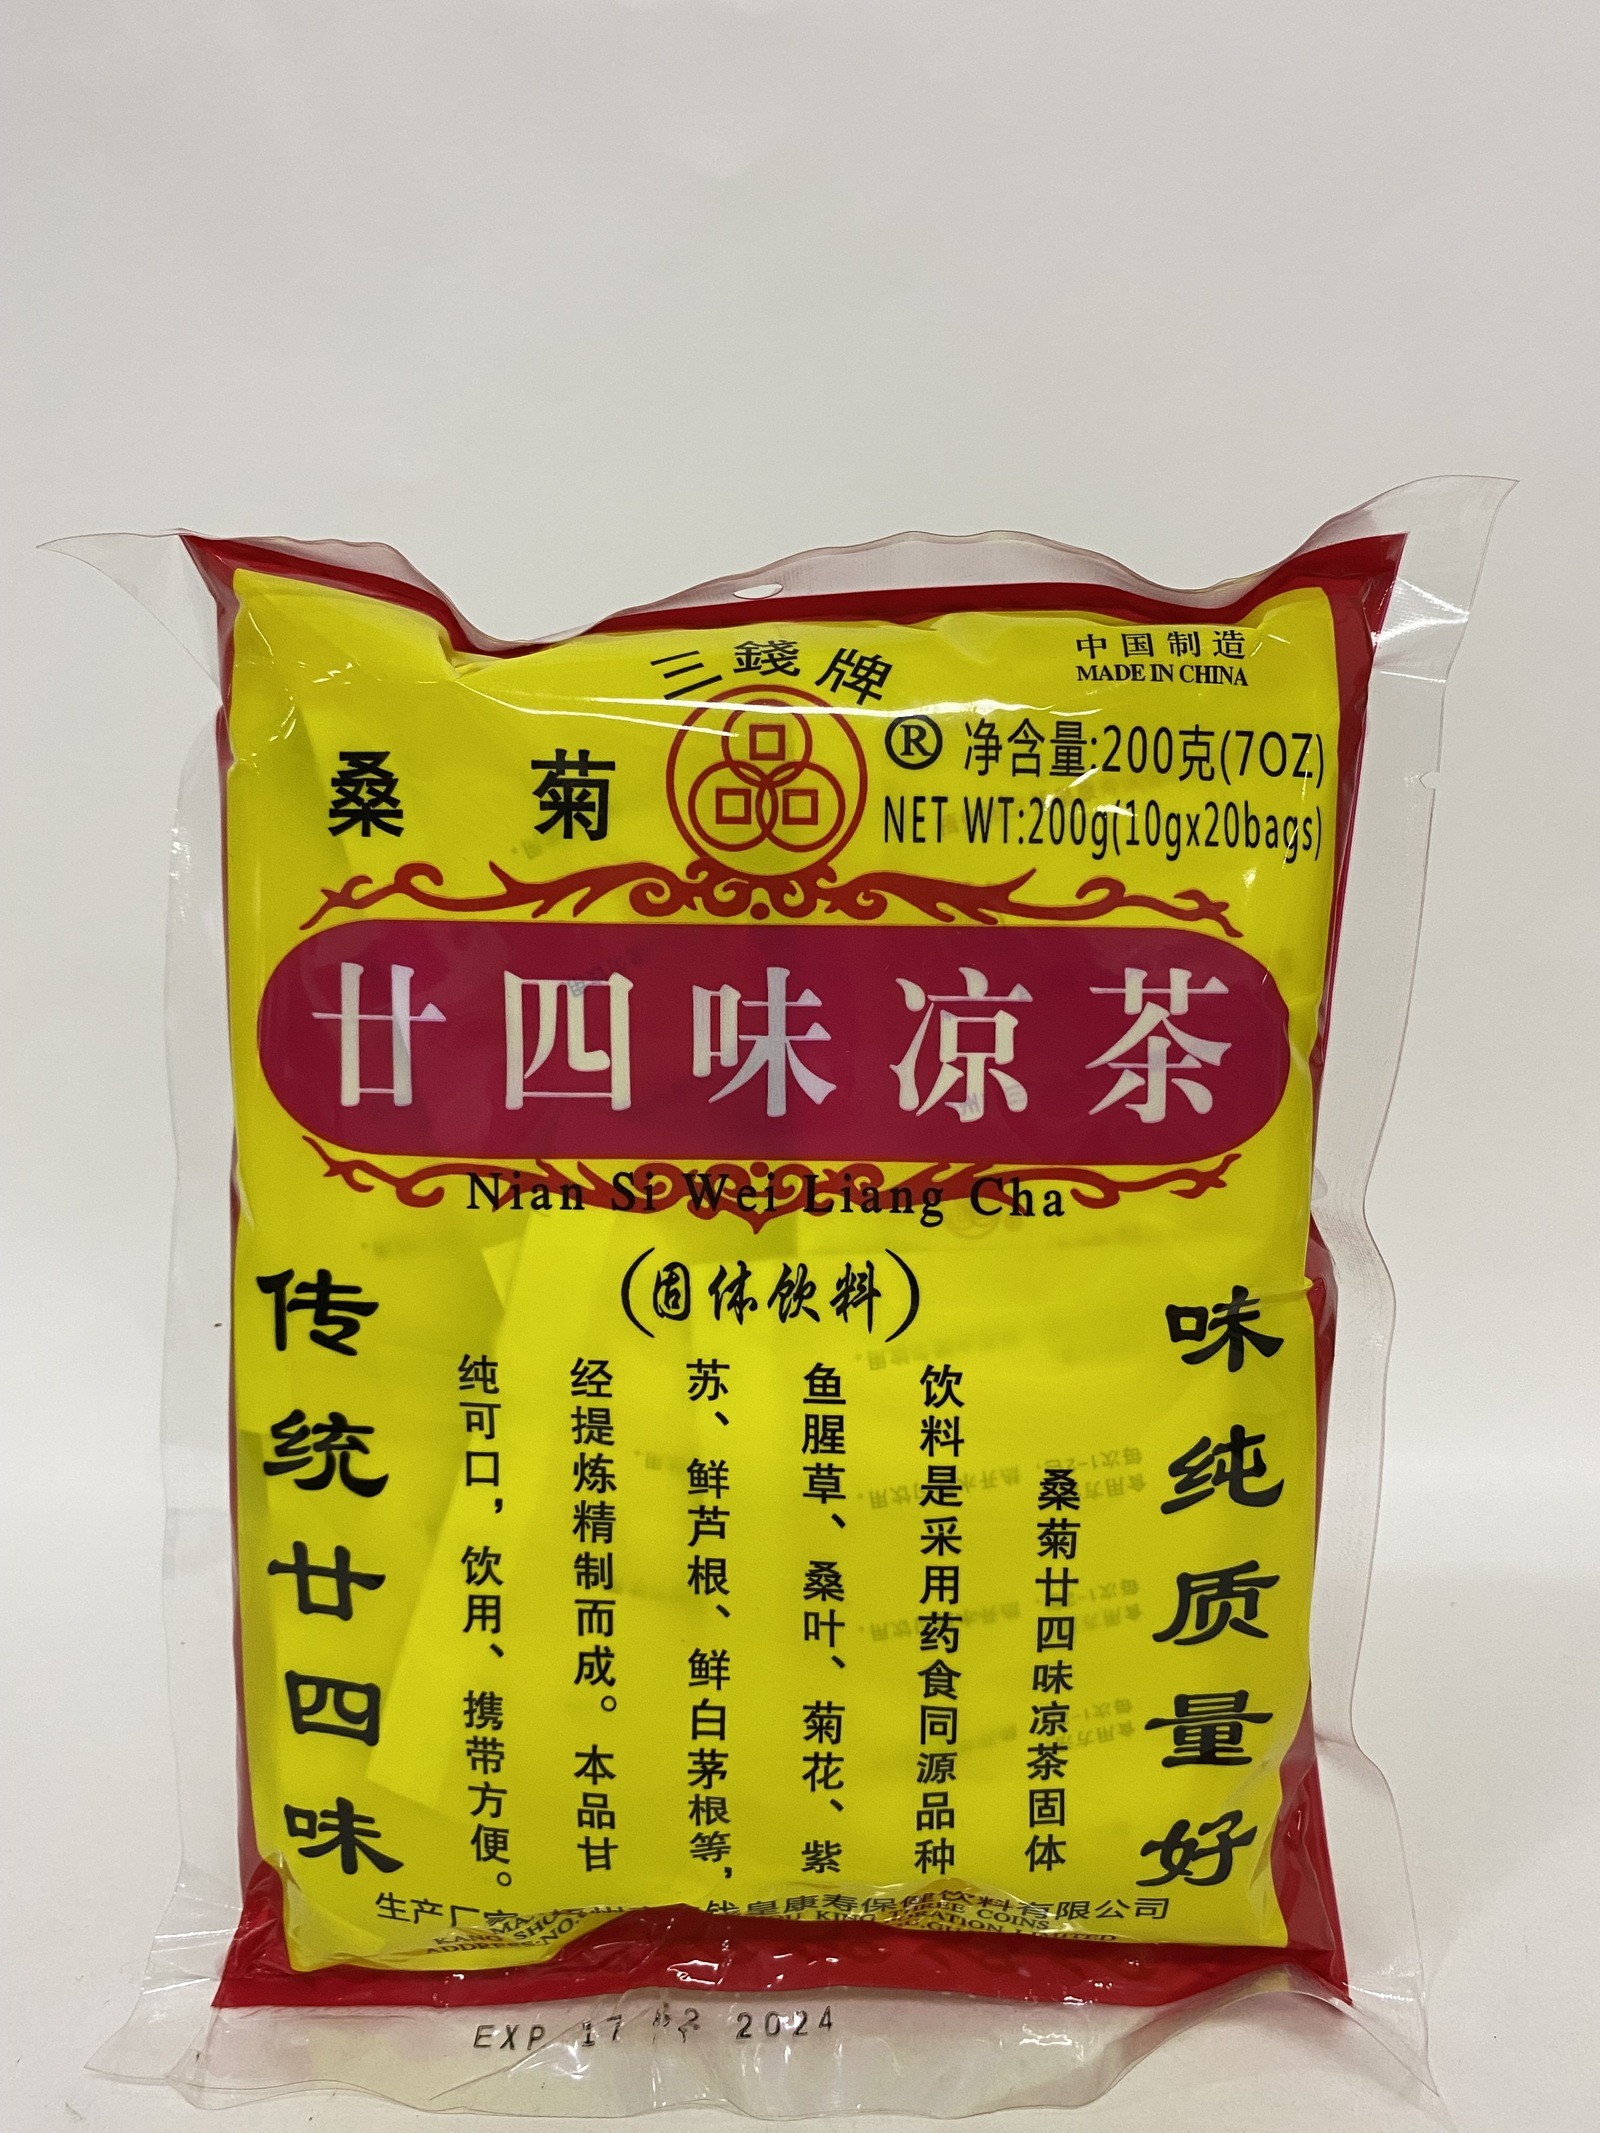 三錢牌
中国制造
MADE IN CHINA
桑菊
® 净含量:200克(7OZ)
NET WT:200g(10gx20bags)
廿四味凉茶
Nian Si Wei Liang Cha
(固体饮料)
味纯质量好
桑菊廿四味凉茶固体
饮料是采用药食同源品种
鱼腥草、桑叶、菊花、紫
苏、鲜芦根、鲜白茅根等，
经提炼精制而成。本品甘
纯可口，饮用、携带方便。
传统廿四味
生产厂家
皇康寿保健饮料有限公司
THREE COINS
LIMITED
EXP 17 2024